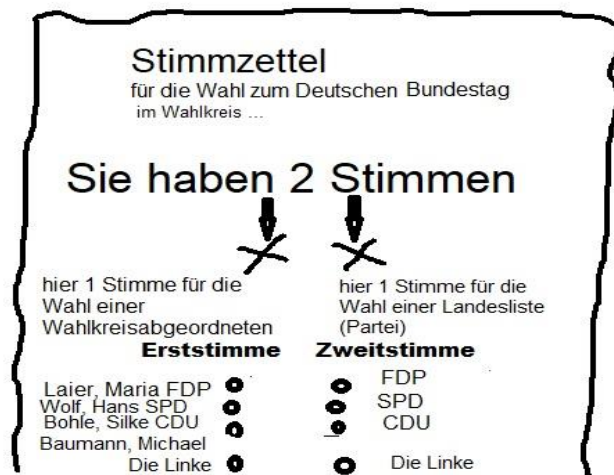 Stimmzettel
für die Wahl zum Deutschen Bundestag
im Wahlkreis ...
Sie haben 2 Stimmen
hier 1 Stimme für die
Wahl einer
Wahlkreisabgeordneten
hier 1 Stimme für die
Wahl einer Landesliste
(Partei)
Erststimme Zweitstimme
Laier, Maria FDP FDP
Wolf, Hans SPD SPD
Bohle, Silke CDU CDU
Baumann, Michael
Die Linke Die Linke